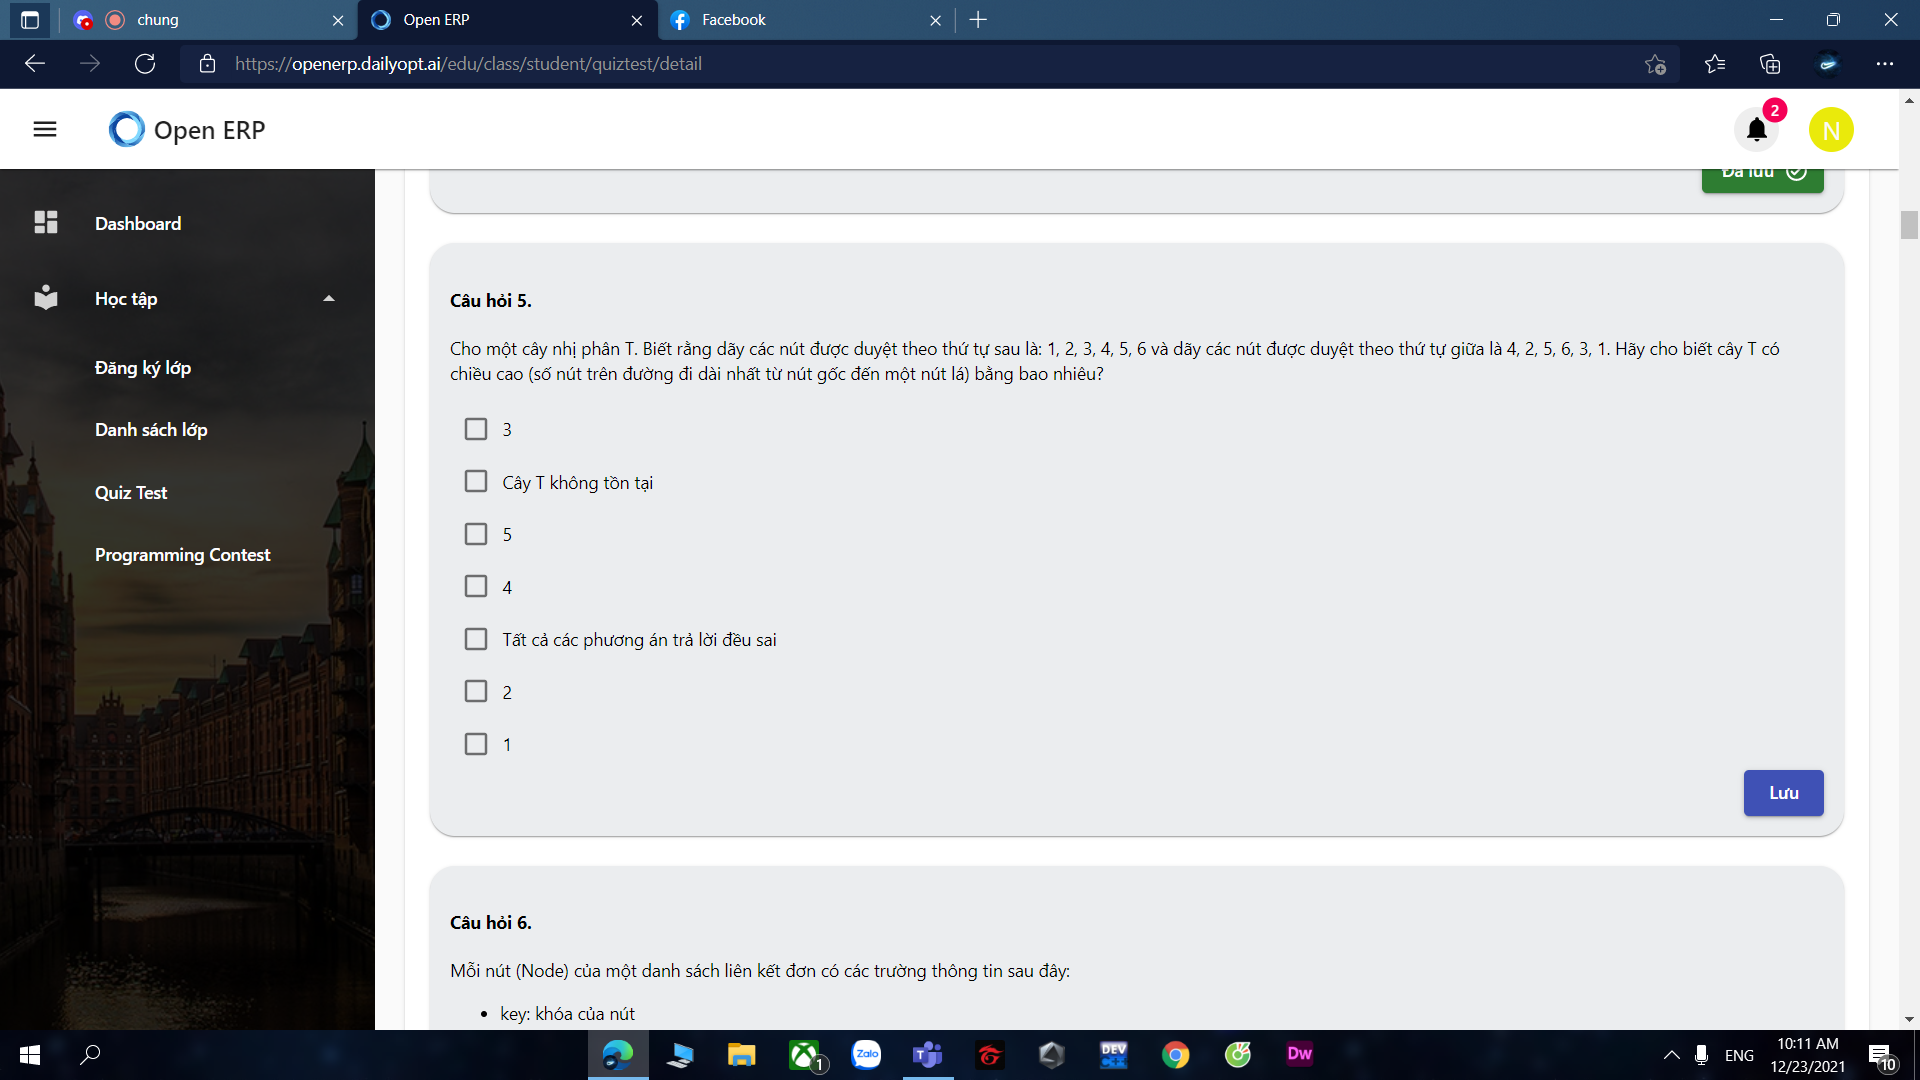 chung
Open ERP
Facebook
https://openerp.dailyopt.ai/edu/class/student/quiztest/detail
Open ERP
2
N
Đã lưu
Dashboard
Học tập
Đăng ký lớp
Danh sách lớp
Quiz Test
Programming Contest
Câu hỏi 5.
Cho một cây nhị phân T. Biết rằng dãy các nút được duyệt theo thứ tự sau là: 1, 2, 3, 4, 5, 6 và dãy các nút được duyệt theo thứ tự giữa là 4, 2, 5, 6, 3, 1. Hãy cho biết cây T có
chiều cao (số nút trên đường đi dài nhất từ nút gốc đến một nút lá) bằng bao nhiêu?
3
Cây T không tồn tại
5
4
Tất cả các phương án trả lời đều sai
2
1
Lưu
Câu hỏi 6.
Mỗi nút (Node) của một danh sách liên kết đơn có các trường thông tin sau đây:
• key: khóa của nút
1
Zalo
T
DEV
C++
Dw
ENG
10:11 AM
12/23/2021
10